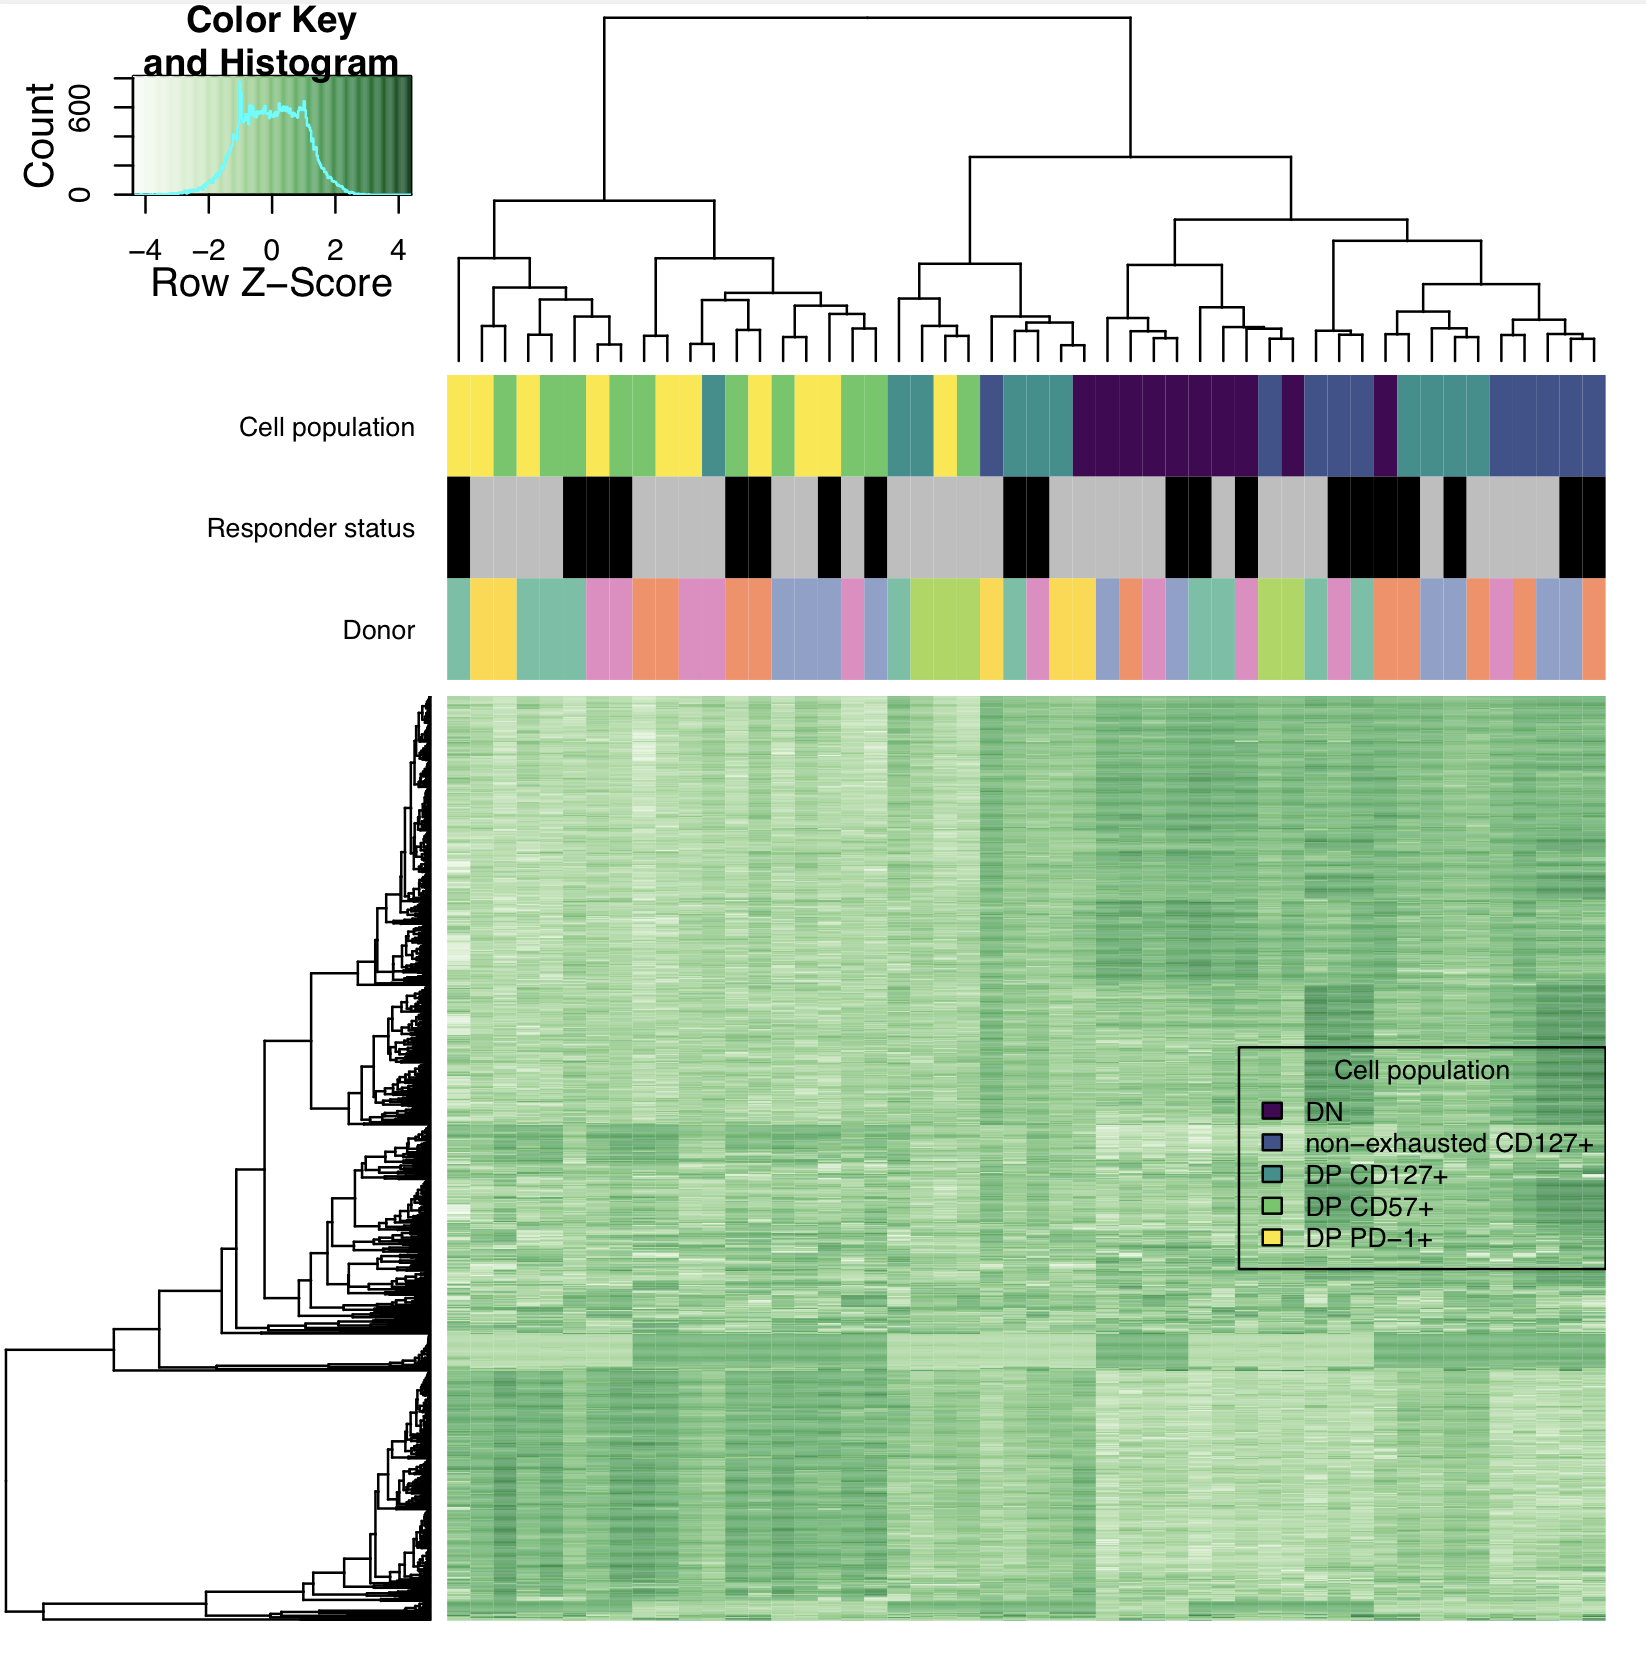 Color Key
and Histogram
Count
0
600
−4 −2 0 2 4
Row Z−Score
Cell population
Responder status
Donor
Cell population
DN
non−exhausted CD127+
DP CD127+
DP CD57+
DP PD−1+